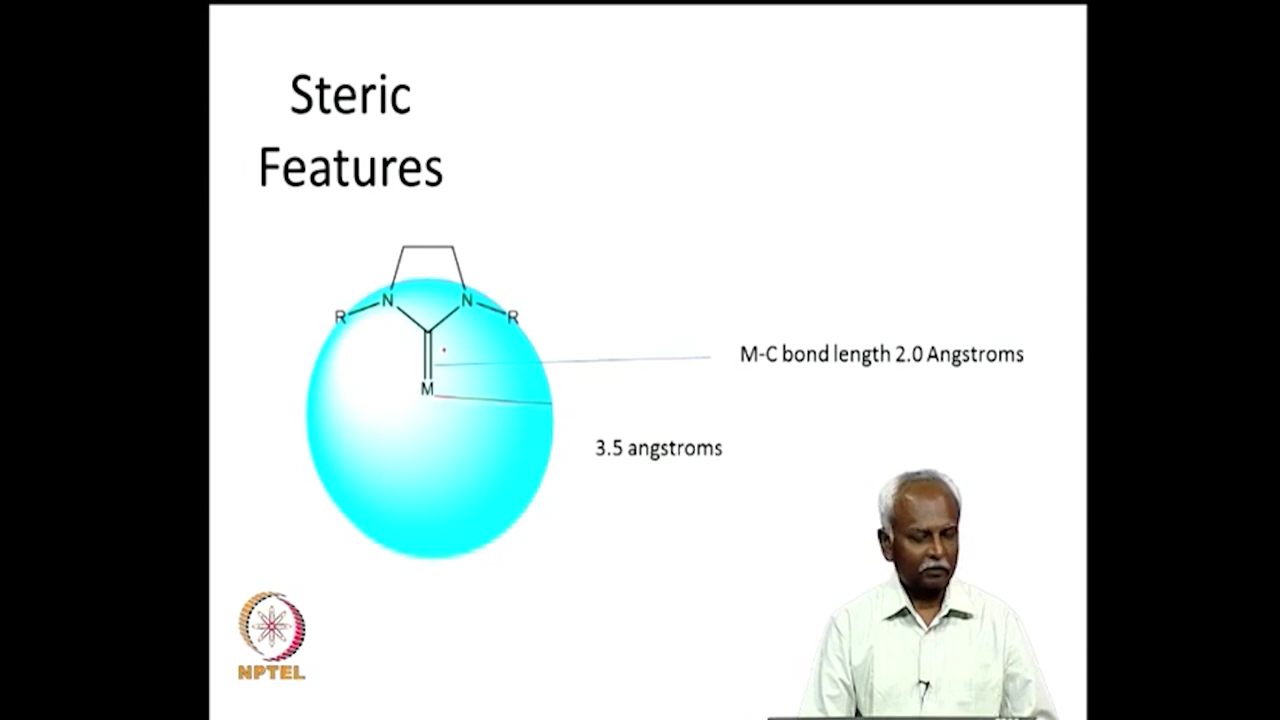 Steric
Features
N
N
R
R
M
M-C bond length 2.0 Angstroms
3.5 angstroms
NPTEL